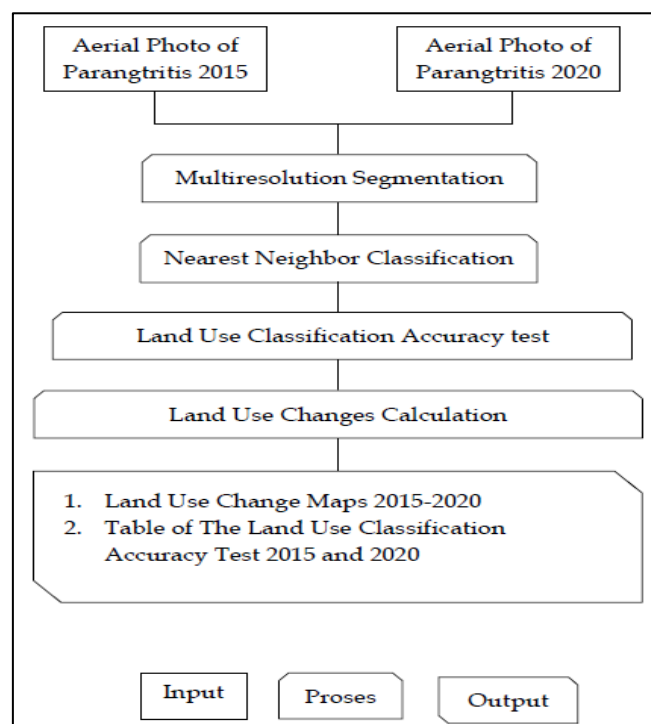 Aerial Photo of
Parangtritis 2015
Aerial Photo of
Parangtritis 2020
Multiresolution Segmentation
Nearest Neighbor Classification
Land Use Classification Accuracy test
Land Use Changes Calculation
1. Land Use Change Maps 2015-2020
2. Table of The Land Use Classification
Accuracy Test 2015 and 2020
Input
Proses
Output